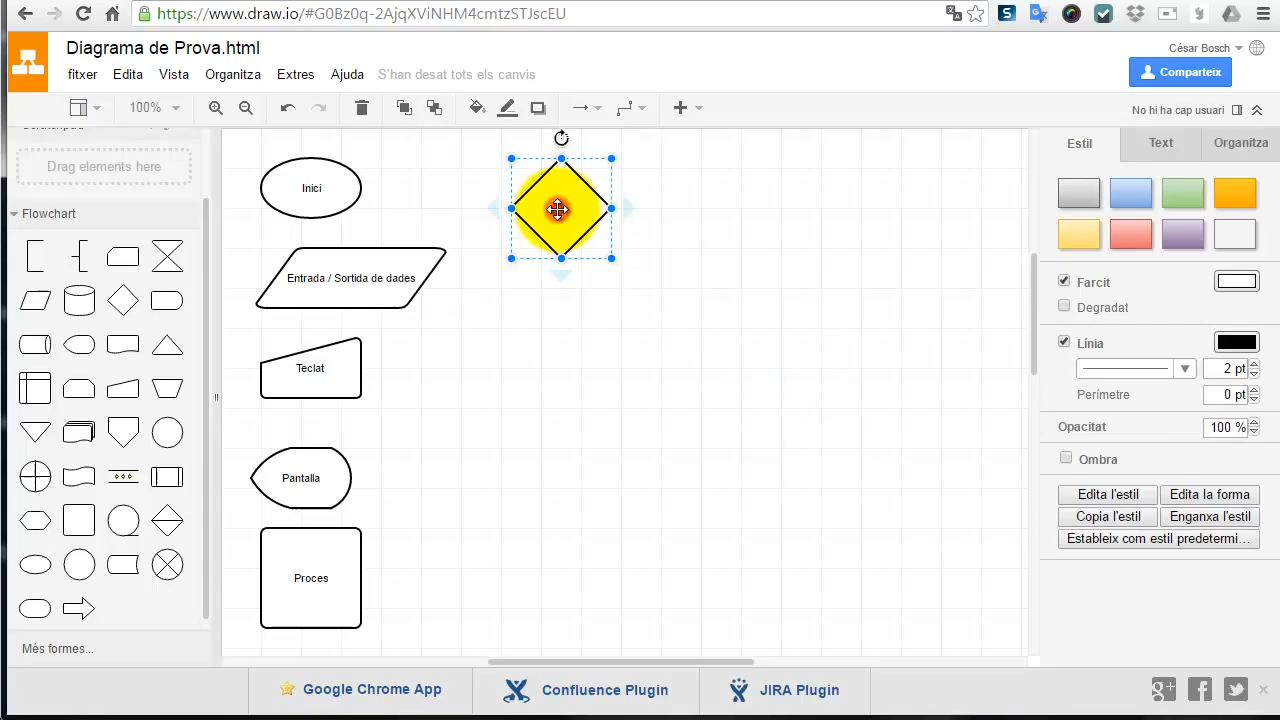 https://www.draw.io/#G0Bz0q-2AjqXViNHM4cmtzSTJscEU
Diagrama de Prova.html
César Bosch
fitxer Edita Vista Organitza Extres Ajuda S'han desat tots els canvis
Comparteix
100%
No hi ha cap usuari
Drag elements here
Flowchart
Més formes...
Inici
Entrada / Sortida de dades
Teclat
Pantalla
Proces
Estil Text Organitza
Farcit
Degradat
Línia
2 pt
Perímetre 0 pt
Opacitat 100 %
Ombra
Edita l'estil Edita la forma
Copia l'estil Enganxa l'estil
Estableix com estil predetermi...
Google Chrome App Confluence Plugin JIRA Plugin